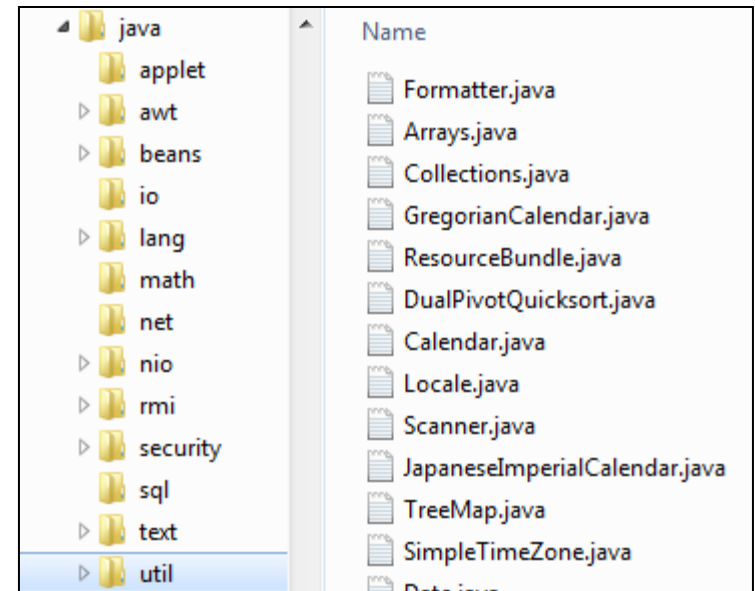 java
applet
awt
beans
io
lang
math
net
nio
rmi
security
sql
text
util
Name
Formatter.java
Arrays.java
Collections.java
GregorianCalendar.java
ResourceBundle.java
DualPivotQuicksort.java
Calendar.java
Locale.java
Scanner.java
JapaneseImperialCalendar.java
TreeMap.java
SimpleTimeZone.java